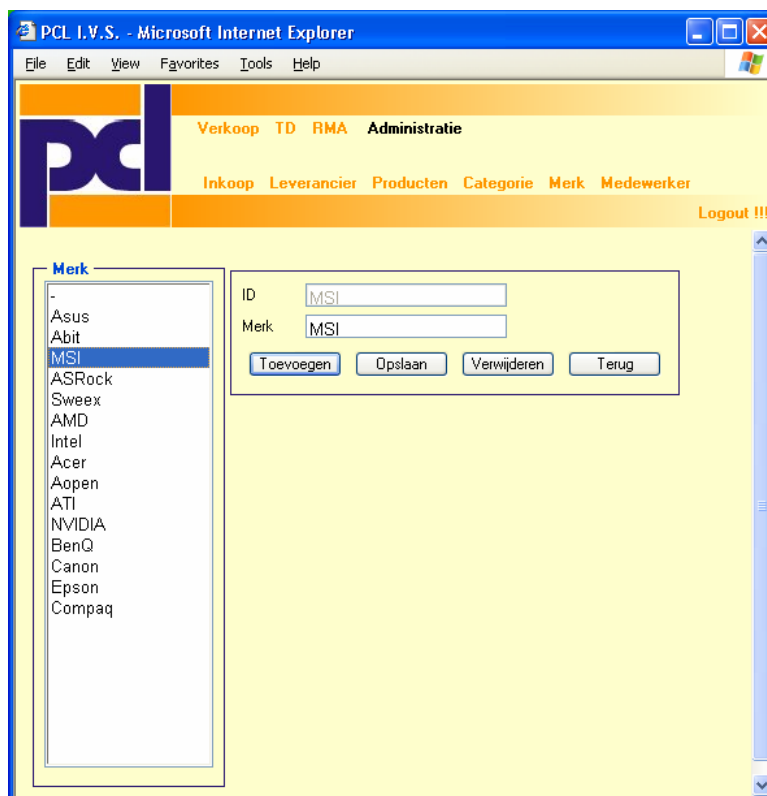 PCL I.V.S. - Microsoft Internet Explorer
File Edit View Favorites Tools Help
pcl
Verkoop TD RMA Administratie
Inkoop Leverancier Producten Categorie Merk Medewerker
Logout !!!
Merk
-
Asus
Abit
MSI
ASRock
Sweex
AMD
Intel
Acer
Aopen
ATI
NVIDIA
BenQ
Canon
Epson
Compaq
ID MSI
Merk MSI
Toevoegen Opslaan Verwijderen Terug